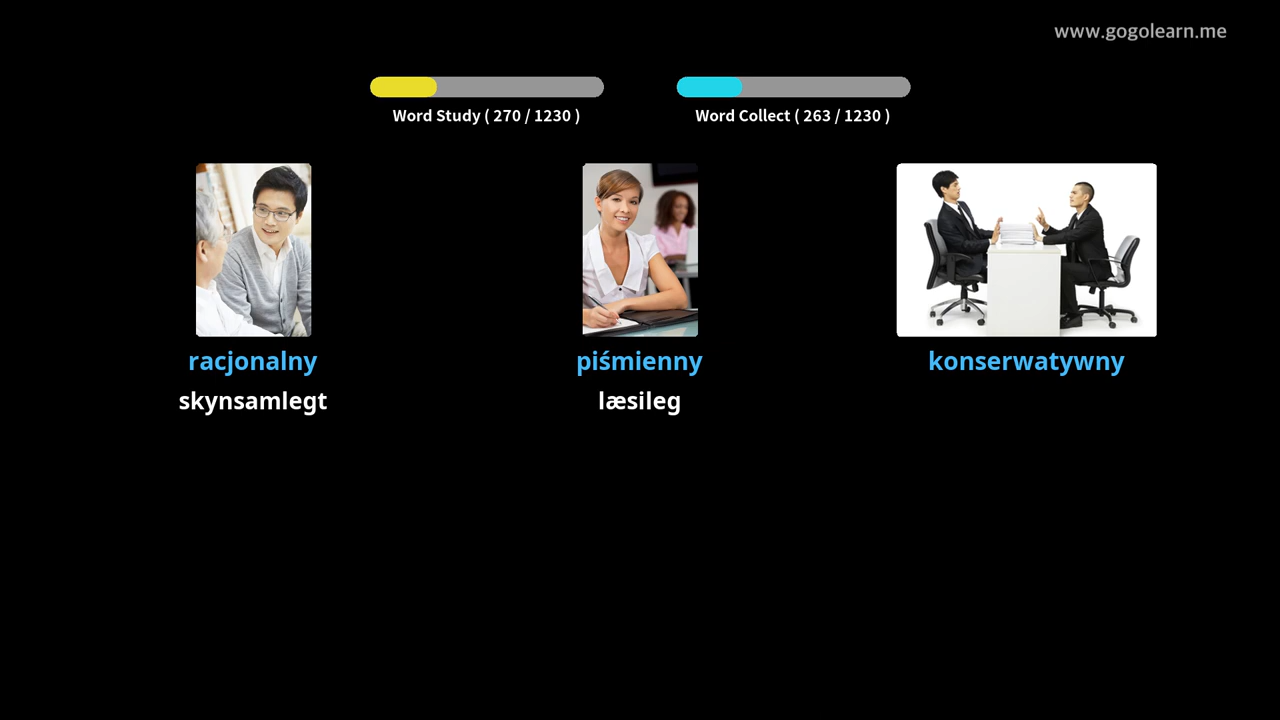 www.gogolearn.me
Word Study ( 270 / 1230 )
Word Collect ( 263 / 1230 )
racjonalny
skynsamlegt
piśmienny
læsileg
konserwatywny